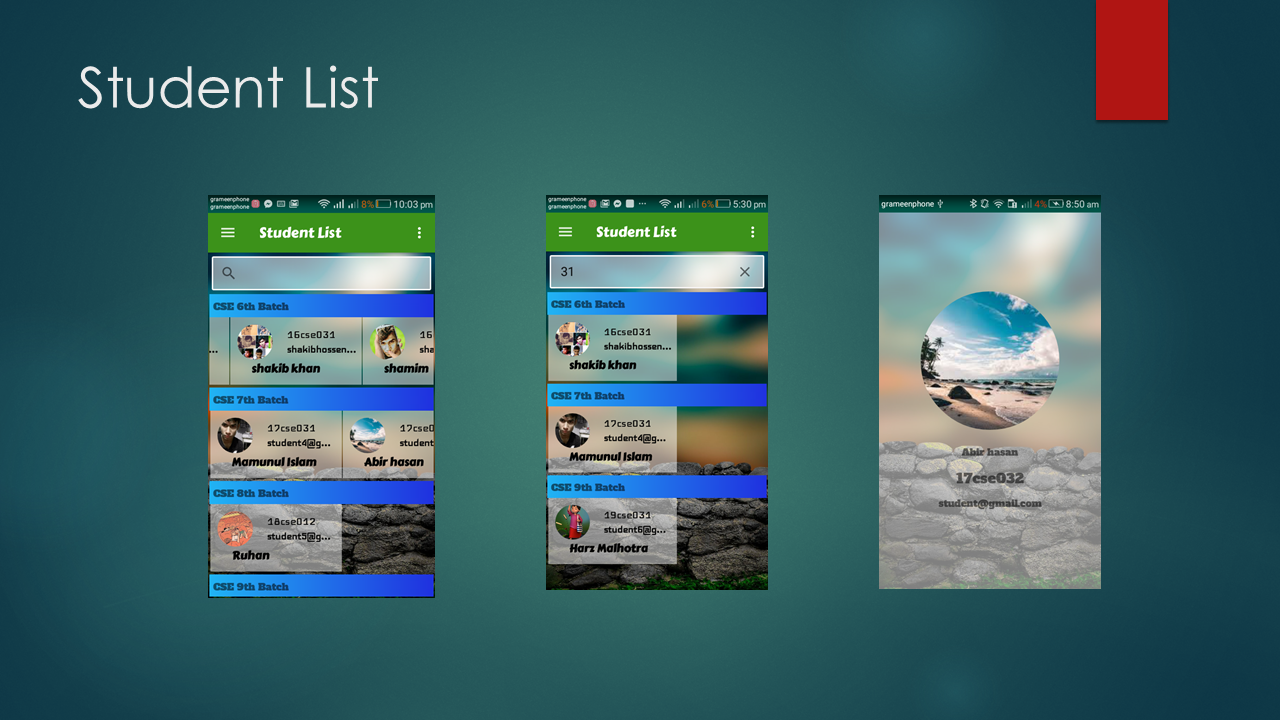 Student List
grameenphone
grameenphone
8% 10:03 pm
Student List
CSE 6th Batch
...
16cse031
shakibhossen...
shakib khan
16
sha
shamim
CSE 7th Batch
17cse031
student4@g...
Mamunul Islam
17cse0
student
Abir hasan
CSE 8th Batch
18cse012
student5@g...
Ruhan
CSE 9th Batch
grameenphone
grameenphone
... 6% 5:30 pm
Student List
31
CSE 6th Batch
16cse031
shakibhossen...
shakib khan
CSE 7th Batch
17cse031
student4@g...
Mamunul Islam
CSE 9th Batch
19cse031
student6@g...
Harz Malhotra
grameenphone 4% 8:50 am
Abir hasan
17cse032
student@gmail.com